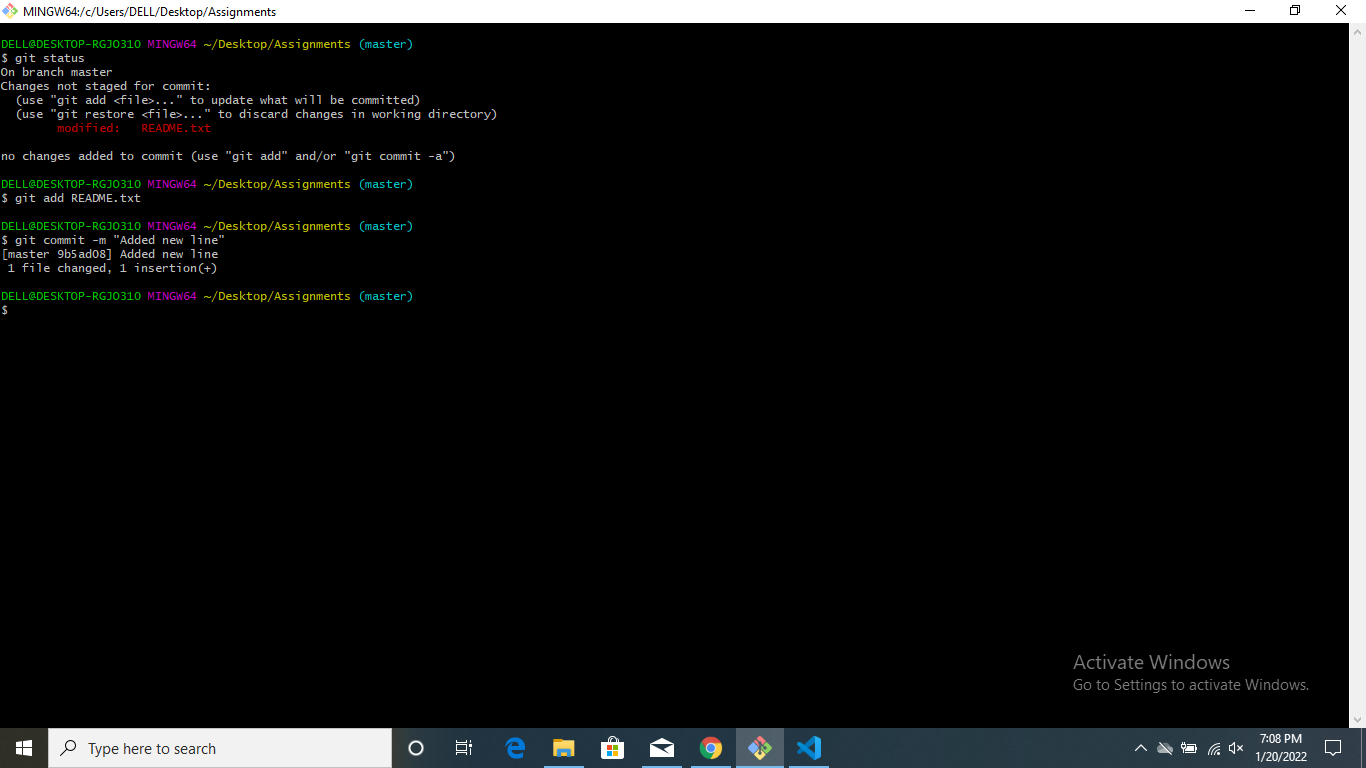 MINGW64:/c/Users/DELL/Desktop/Assignments
DELL@DESKTOP-RGJO31O MINGW64 ~/Desktop/Assignments (master)
$ git status
On branch master
Changes not staged for commit:
  (use "git add <file>..." to update what will be committed)
  (use "git restore <file>..." to discard changes in working directory)
        modified:   README.txt
no changes added to commit (use "git add" and/or "git commit -a")
DELL@DESKTOP-RGJO31O MINGW64 ~/Desktop/Assignments (master)
$ git add README.txt
DELL@DESKTOP-RGJO31O MINGW64 ~/Desktop/Assignments (master)
$ git commit -m "Added new line"
[master 9b5ad08] Added new line
 1 file changed, 1 insertion(+)
DELL@DESKTOP-RGJO31O MINGW64 ~/Desktop/Assignments (master)
$
Activate Windows
Go to Settings to activate Windows.
Type here to search
7:08 PM
1/20/2022